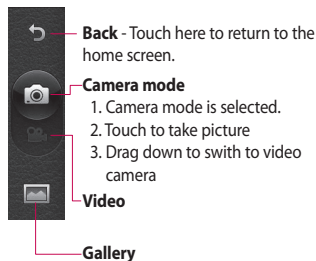 Back - Touch here to return to the
home screen.
Camera mode
1. Camera mode is selected.
2. Touch to take picture
3. Drag down to swith to video
camera
Video
Gallery